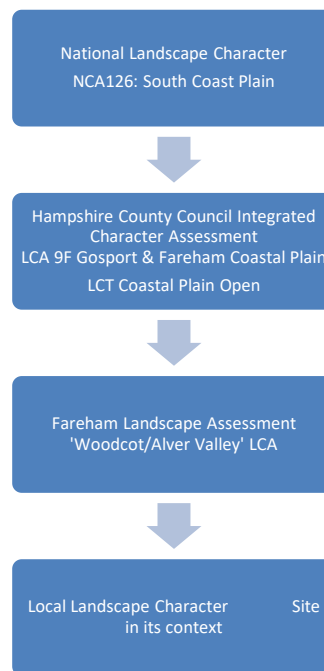 National Landscape Character
NCA126: South Coast Plain
Hampshire County Council Integrated
Character Assessment
LCA 9F Gosport & Fareham Coastal Plain
LCT Coastal Plain Open
Fareham Landscape Assessment
'Woodcot/Alver Valley' LCA
Local Landscape Character Site
in its context